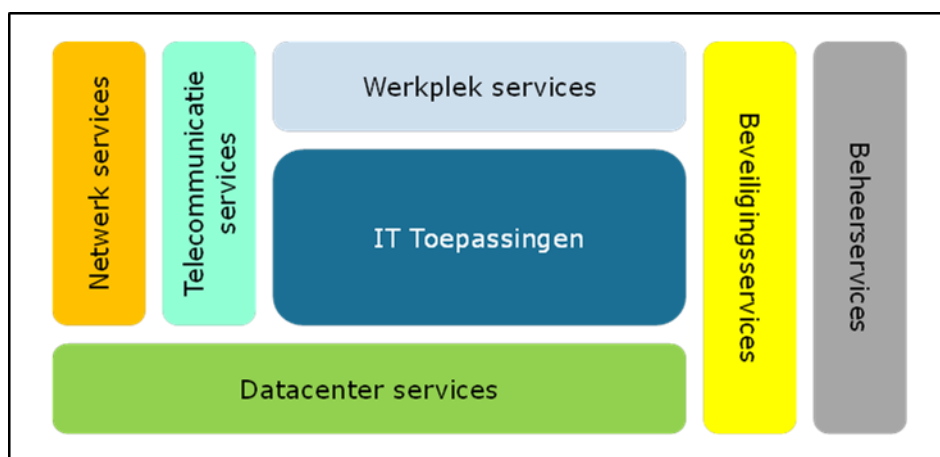 Netwerk services
Telecommunicatie
services
Werkplek services
IT Toepassingen
Datacenter services
Beveiligingsservices
Beheerservices